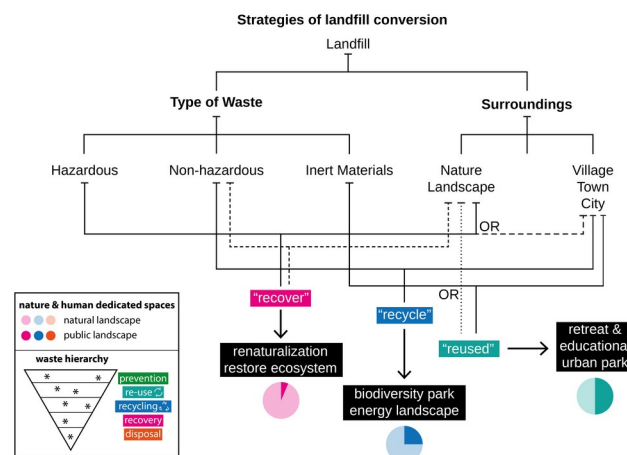 Strategies of landfill conversion
Landfill
Type of Waste
Surroundings
Hazardous
Non-hazardous
Inert Materials
Nature
Landscape
Village
Town
City
OR
"recover"
OR
"recycle"
"reused"
renaturalization
restore ecosystem
biodiversity park
energy landscape
retreat &
educational
urban park
nature & human dedicated spaces
natural landscape
public landscape
waste hierarchy
prevention
re-use
recycling
recovery
disposal